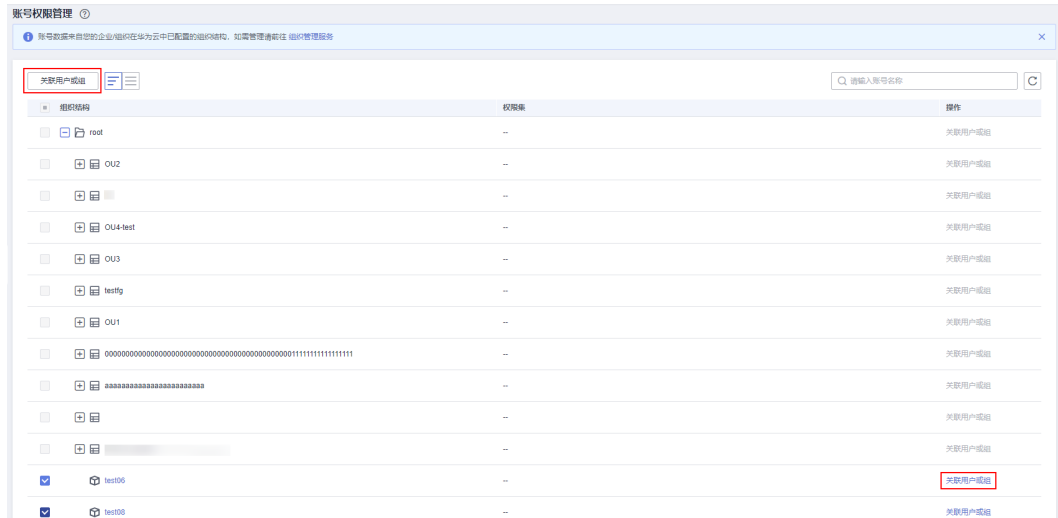 账号权限管理
账号数据来自您的企业/组织在华为云中已配置的组织结构，如需管理请前往 组织管理服务
关联用户或组 请输入账号名称
组织结构 权限集 操作
root -- 关联用户或组
OU2 -- 关联用户或组
-- 关联用户或组
OU4-test -- 关联用户或组
OU3 -- 关联用户或组
testfg -- 关联用户或组
OU1 -- 关联用户或组
-- 关联用户或组
-- 关联用户或组
-- 关联用户或组
-- 关联用户或组
test06 -- 关联用户或组
test08 -- 关联用户或组